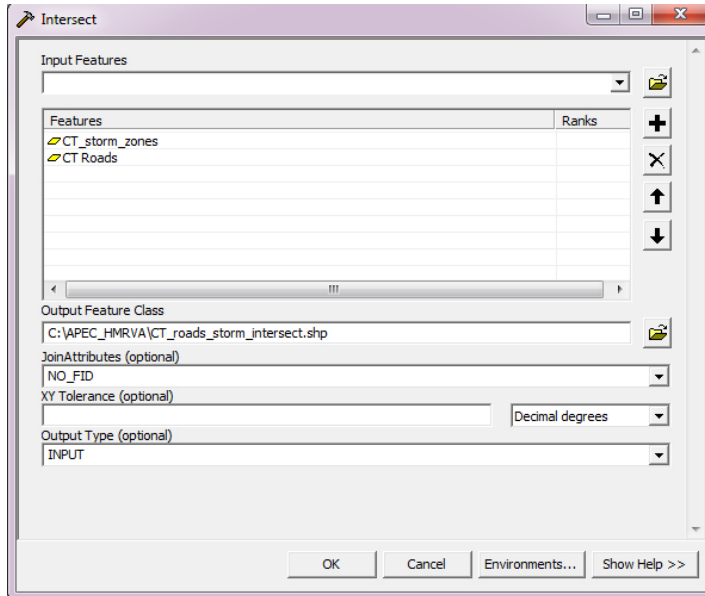 Intersect
Input Features
Features Ranks
CT_storm_zones
CT Roads
Output Feature Class
C:\APEC_HMRVA\CT_roads_storm_intersect.shp
JoinAttributes (optional)
NO_FID
XY Tolerance (optional)
Decimal degrees
Output Type (optional)
INPUT
OK Cancel Environments... Show Help >>